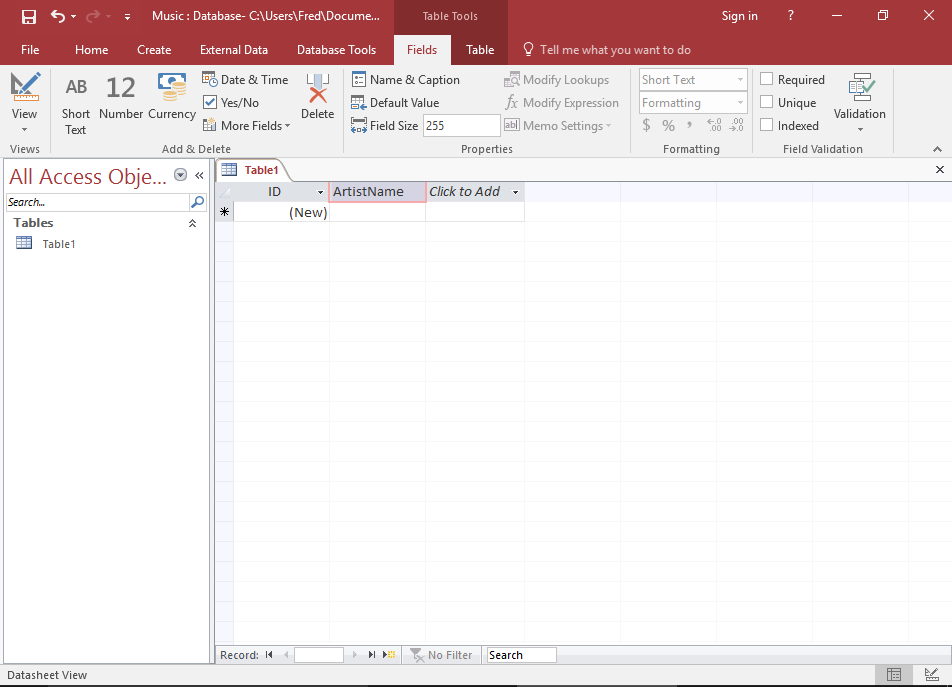 Music : Database- C:\Users\Fred\Docume...
Table Tools
Sign in
?
File
Home
Create
External Data
Database Tools
Fields
Table
Tell me what you want to do
View
AB
Short
Text
12
Number
Currency
Date & Time
Yes/No
More Fields
Delete
Name & Caption
Default Value
Field Size
255
Modify Lookups
fx Modify Expression
ab Memo Settings
Short Text
Formatting
$ % ,
.00
.0
Required
Unique
Indexed
Validation
Views
Add & Delete
Properties
Formatting
Field Validation
All Access Obje...
Search...
Tables
Table1
Table1
ID
ArtistName
Click to Add
(New)
Record:
No Filter
Search
Datasheet View